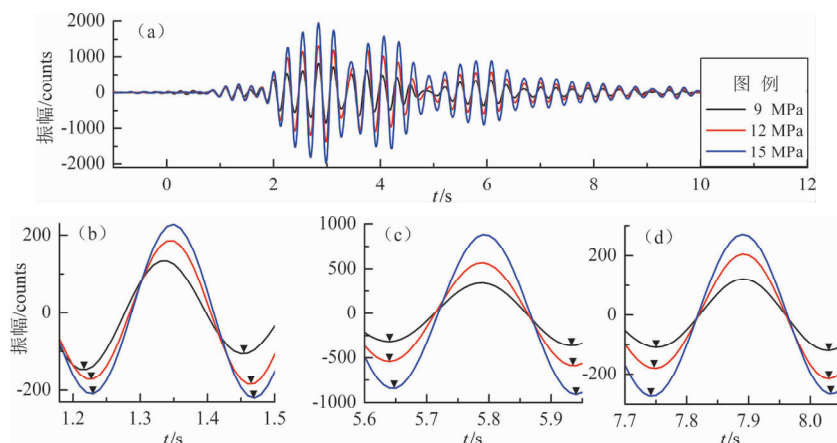 振幅/counts
2000
1000
0
-1000
-2000
(a)
图 例
9 MPa
12 MPa
15 MPa
0 2 4 6 8 10 12
t/s
振幅/counts
200
0
-200
(b)
1.2 1.3 1.4 1.5
t/s
1000
500
0
-500
-1000
(c)
5.6 5.7 5.8 5.9
t/s
200
0
-200
(d)
7.7 7.8 7.9 8.0
t/s